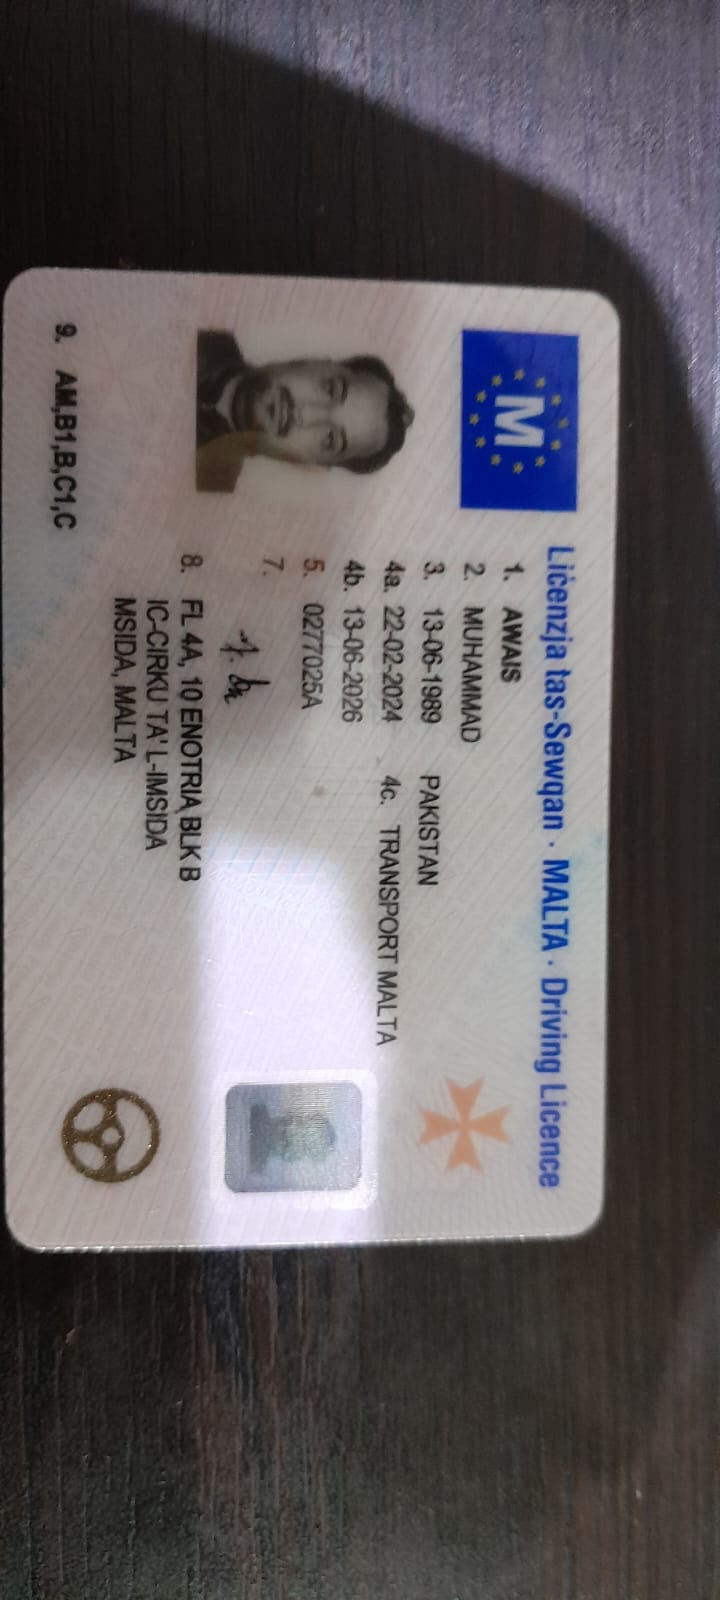 Liċenzja tas-Sewqan · MALTA · Driving Licence
M
1. AWAIS
2. MUHAMMAD
3. 13-06-1989 PAKISTAN
4a. 22-02-2024 4c. TRANSPORT MALTA
4b. 13-06-2026
5. 0277025A
7.
8. FL 4A, 10 ENOTRIA BLK B
IC-CIRKU TA' L-IMSIDA
MSIDA, MALTA
9. AM,B1,B,C1,C